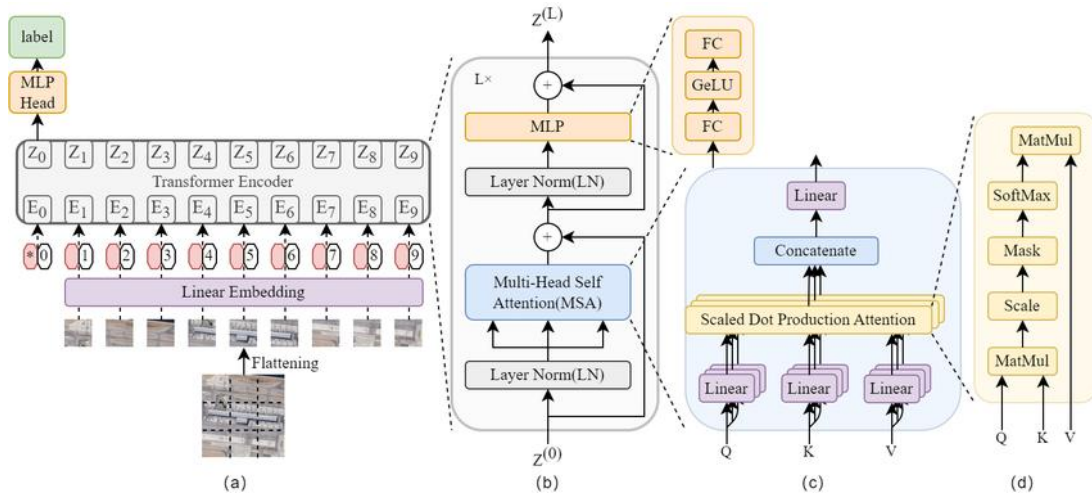 label
MLP
Head
Z0 Z1 Z2 Z3 Z4 Z5 Z6 Z7 Z8 Z9
Transformer Encoder
E0 E1 E2 E3 E4 E5 E6 E7 E8 E9
* 0 1 2 3 4 5 6 7 8 9
Linear Embedding
Flattening
(a)
Z(L)
L×
+
MLP
Layer Norm(LN)
+
Multi-Head Self
Attention(MSA)
Layer Norm(LN)
Z(0)
(b)
FC
GeLU
FC
Linear
Concatenate
Scaled Dot Production Attention
Linear Linear Linear
Q K V
(c)
MatMul
SoftMax
Mask
Scale
MatMul
Q K V
(d)